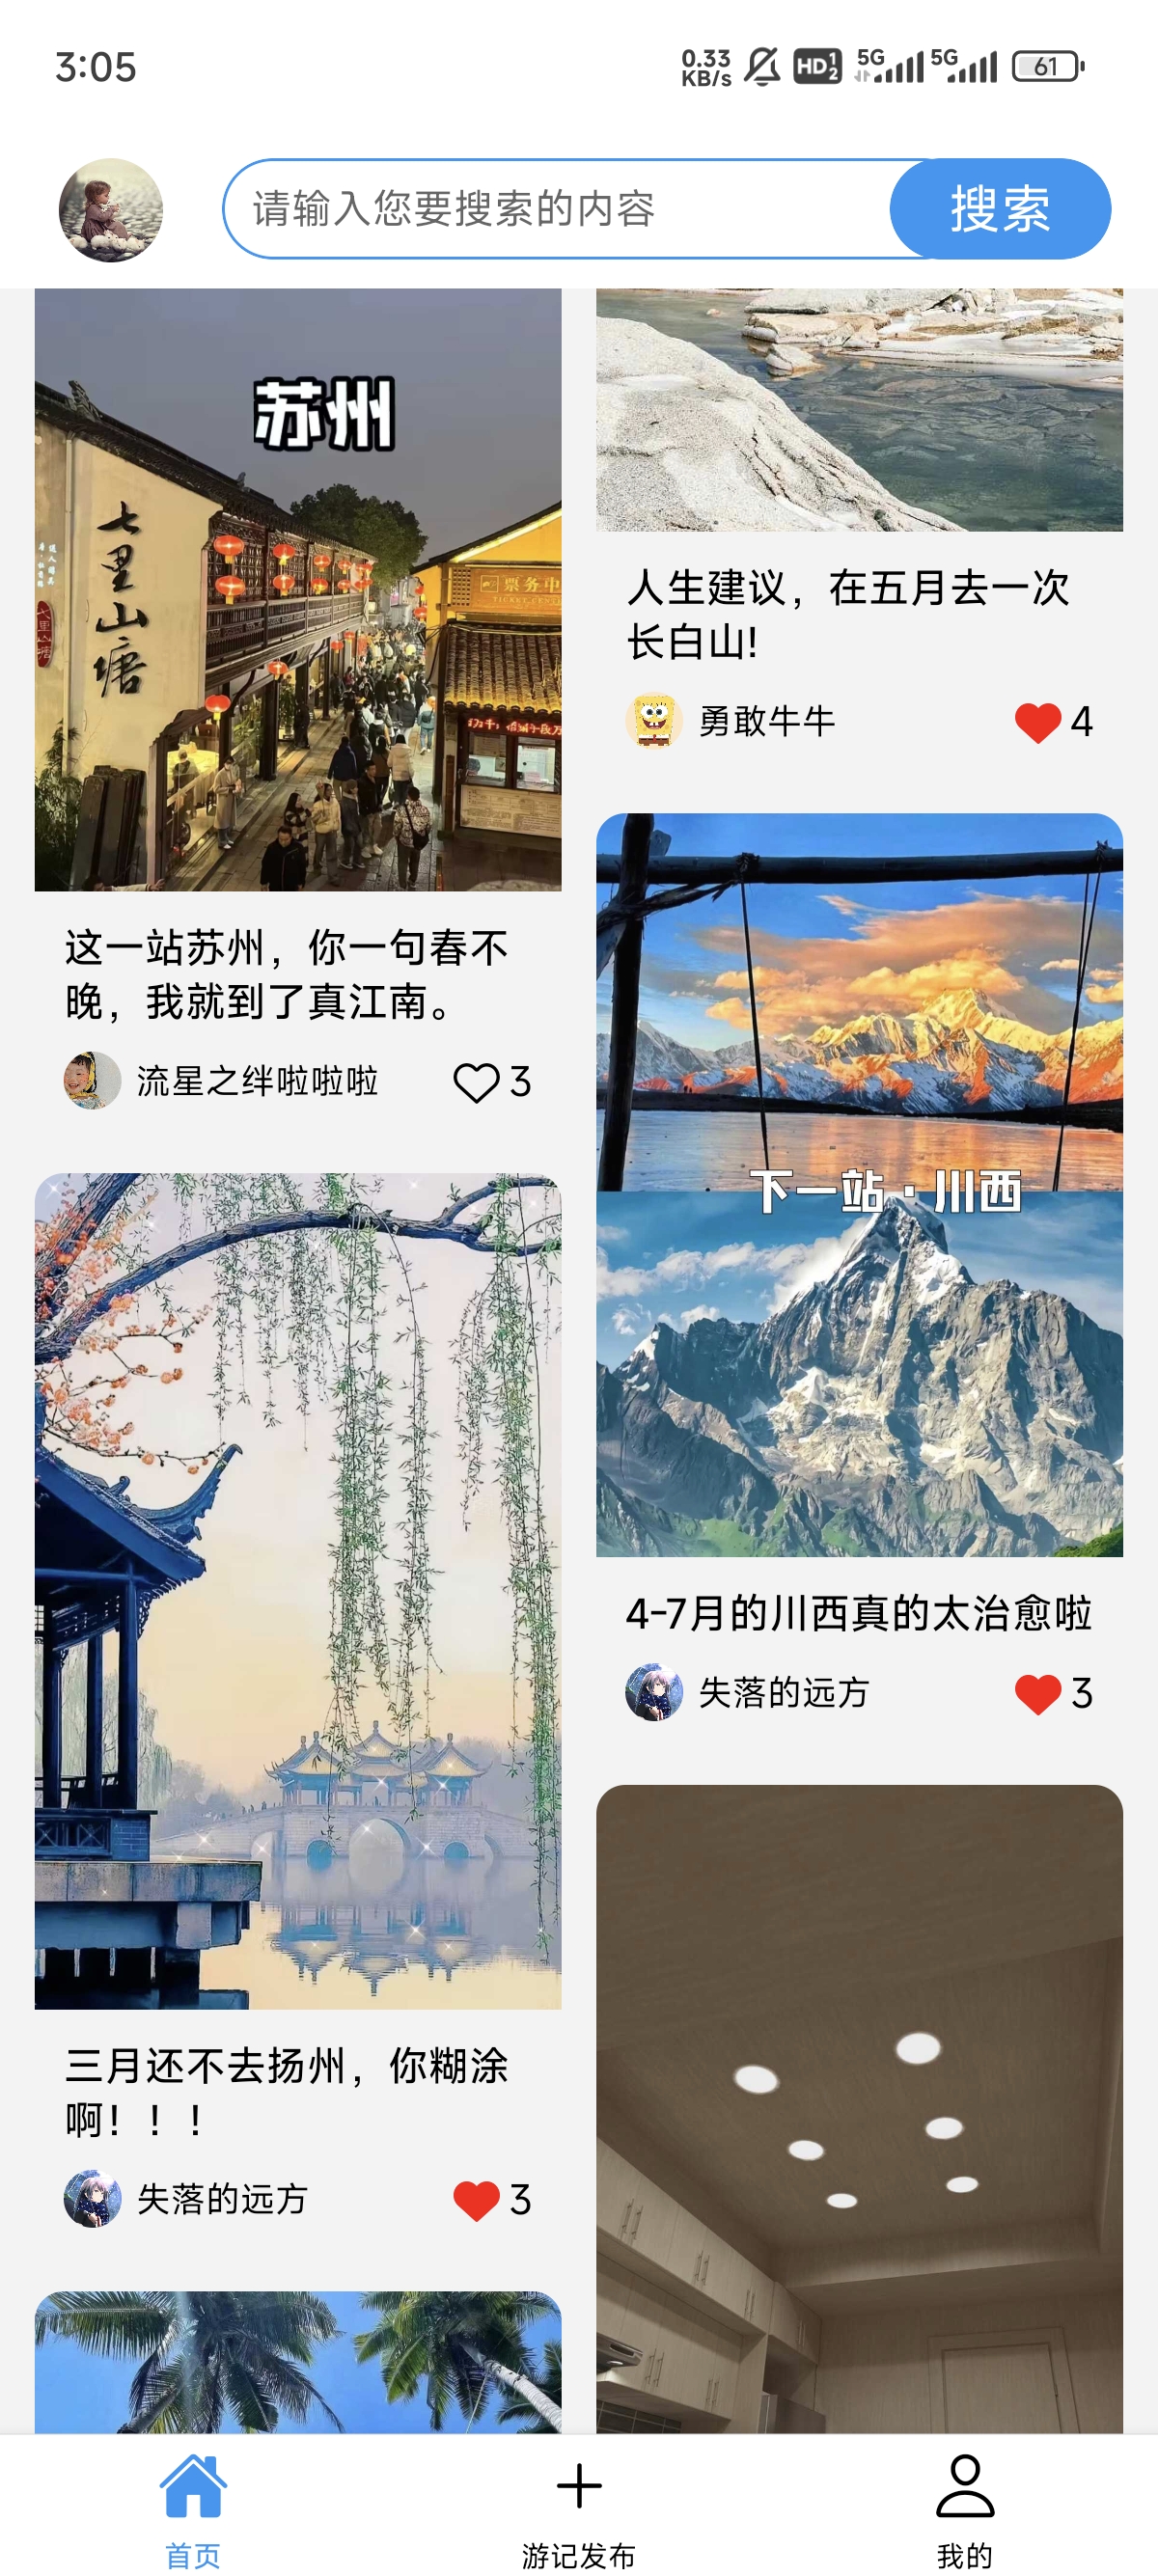 3:05
0.33
KB/s
HD 1 2
5G
5G
61
请输入您要搜索的内容
搜索
苏州
七里山塘
票务中
TICKET CENTER
这一站苏州，你一句春不
晚，我就到了真江南。
流星之绊啦啦啦
3
三月还不去扬州，你糊涂
啊！！！
失落的远方
3
人生建议，在五月去一次
长白山!
勇敢牛牛
4
下一站·川西
4-7月的川西真的太治愈啦
失落的远方
3
首页
游记发布
我的